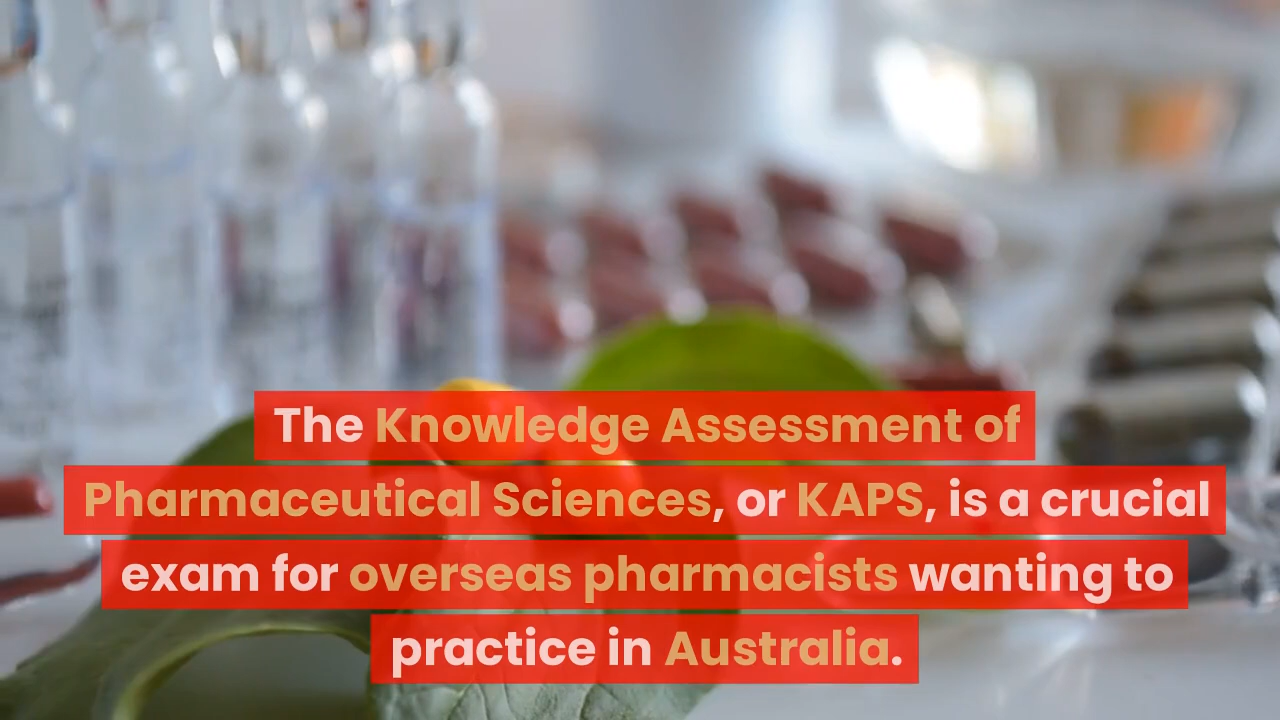 The Knowledge Assessment of
Pharmaceutical Sciences, or KAPS, is a crucial
exam for overseas pharmacists wanting to
practice in Australia.